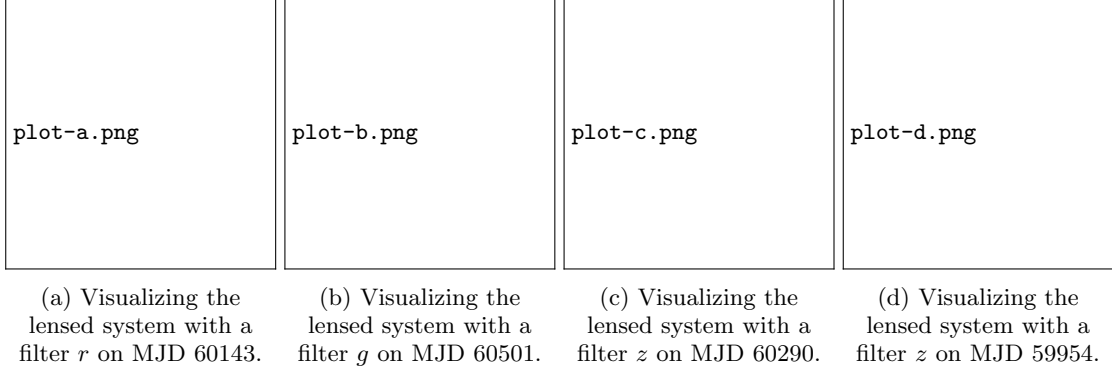 plot-a.png
plot-b.png
plot-c.png
plot-d.png
(a) Visualizing the
lensed system with a
filter r on MJD 60143.
(b) Visualizing the
lensed system with a
filter g on MJD 60501.
(c) Visualizing the
lensed system with a
filter z on MJD 60290.
(d) Visualizing the
lensed system with a
filter z on MJD 59954.